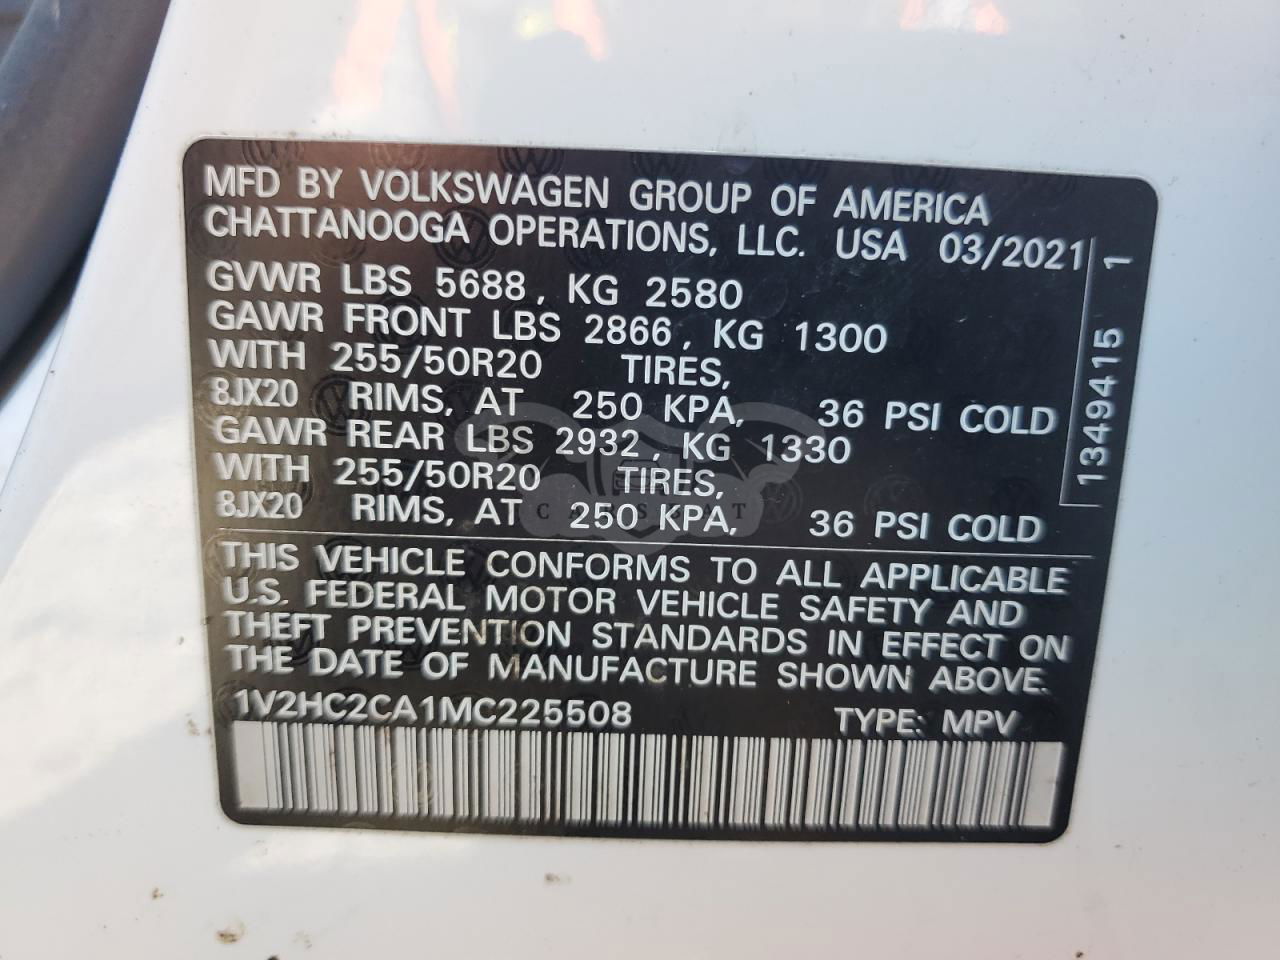 MFD BY VOLKSWAGEN GROUP OF AMERICA
CHATTANOOGA OPERATIONS, LLC. USA 03/2021
GVWR LBS 5688, KG 2580
GAWR FRONT LBS 2866, KG 1300
WITH 255/50R20 TIRES,
8JX20 RIMS, AT 250 KPA, 36 PSI COLD
GAWR REAR LBS 2932, KG 1330
WITH 255/50R20 TIRES,
8JX20 RIMS, AT 250 KPA, 36 PSI COLD
1349415 1
THIS VEHICLE CONFORMS TO ALL APPLICABLE
U.S. FEDERAL MOTOR VEHICLE SAFETY AND
THEFT PREVENTION STANDARDS IN EFFECT ON
THE DATE OF MANUFACTURE SHOWN ABOVE.
1V2HC2CA1MC225508 TYPE: MPV